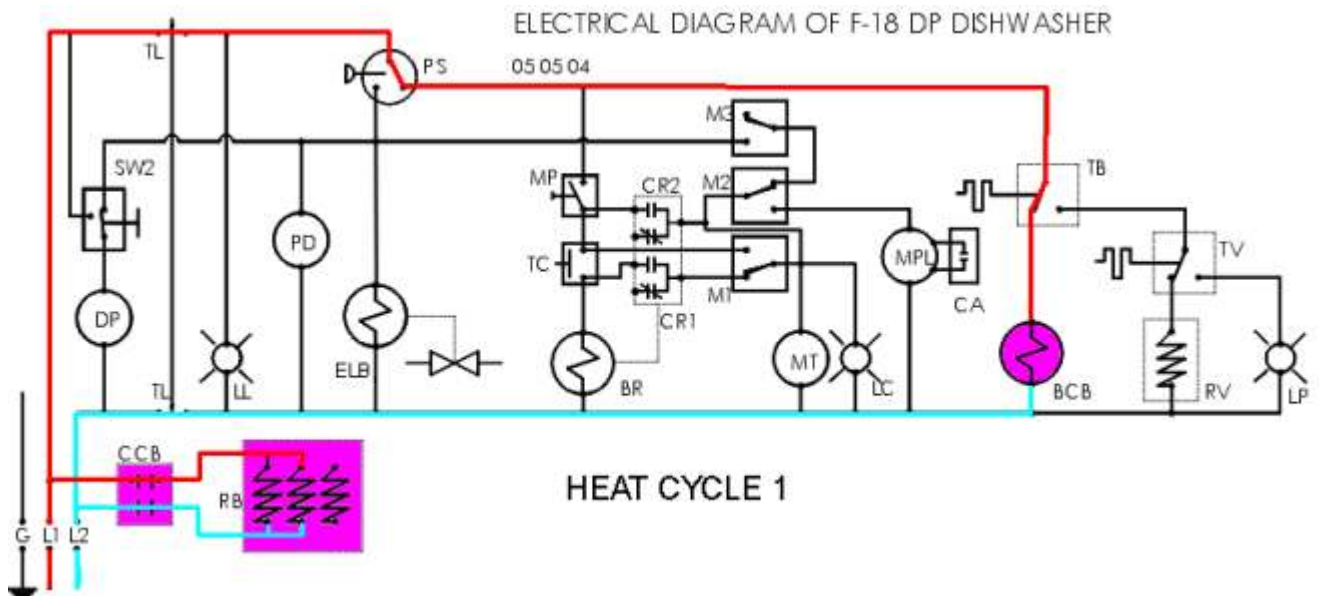 ELECTRICAL DIAGRAM OF F-18 DP DISHWASHER
TL
PS
05 05 04
M3
SW2
MP
CR2
M2
TB
PD
TV
TC
MPL
M1
CA
DP
CR1
ELB
LL
BR
MT
LC
BCB
RV
LP
TL
CCB
RB
HEAT CYCLE 1
G L1 L2